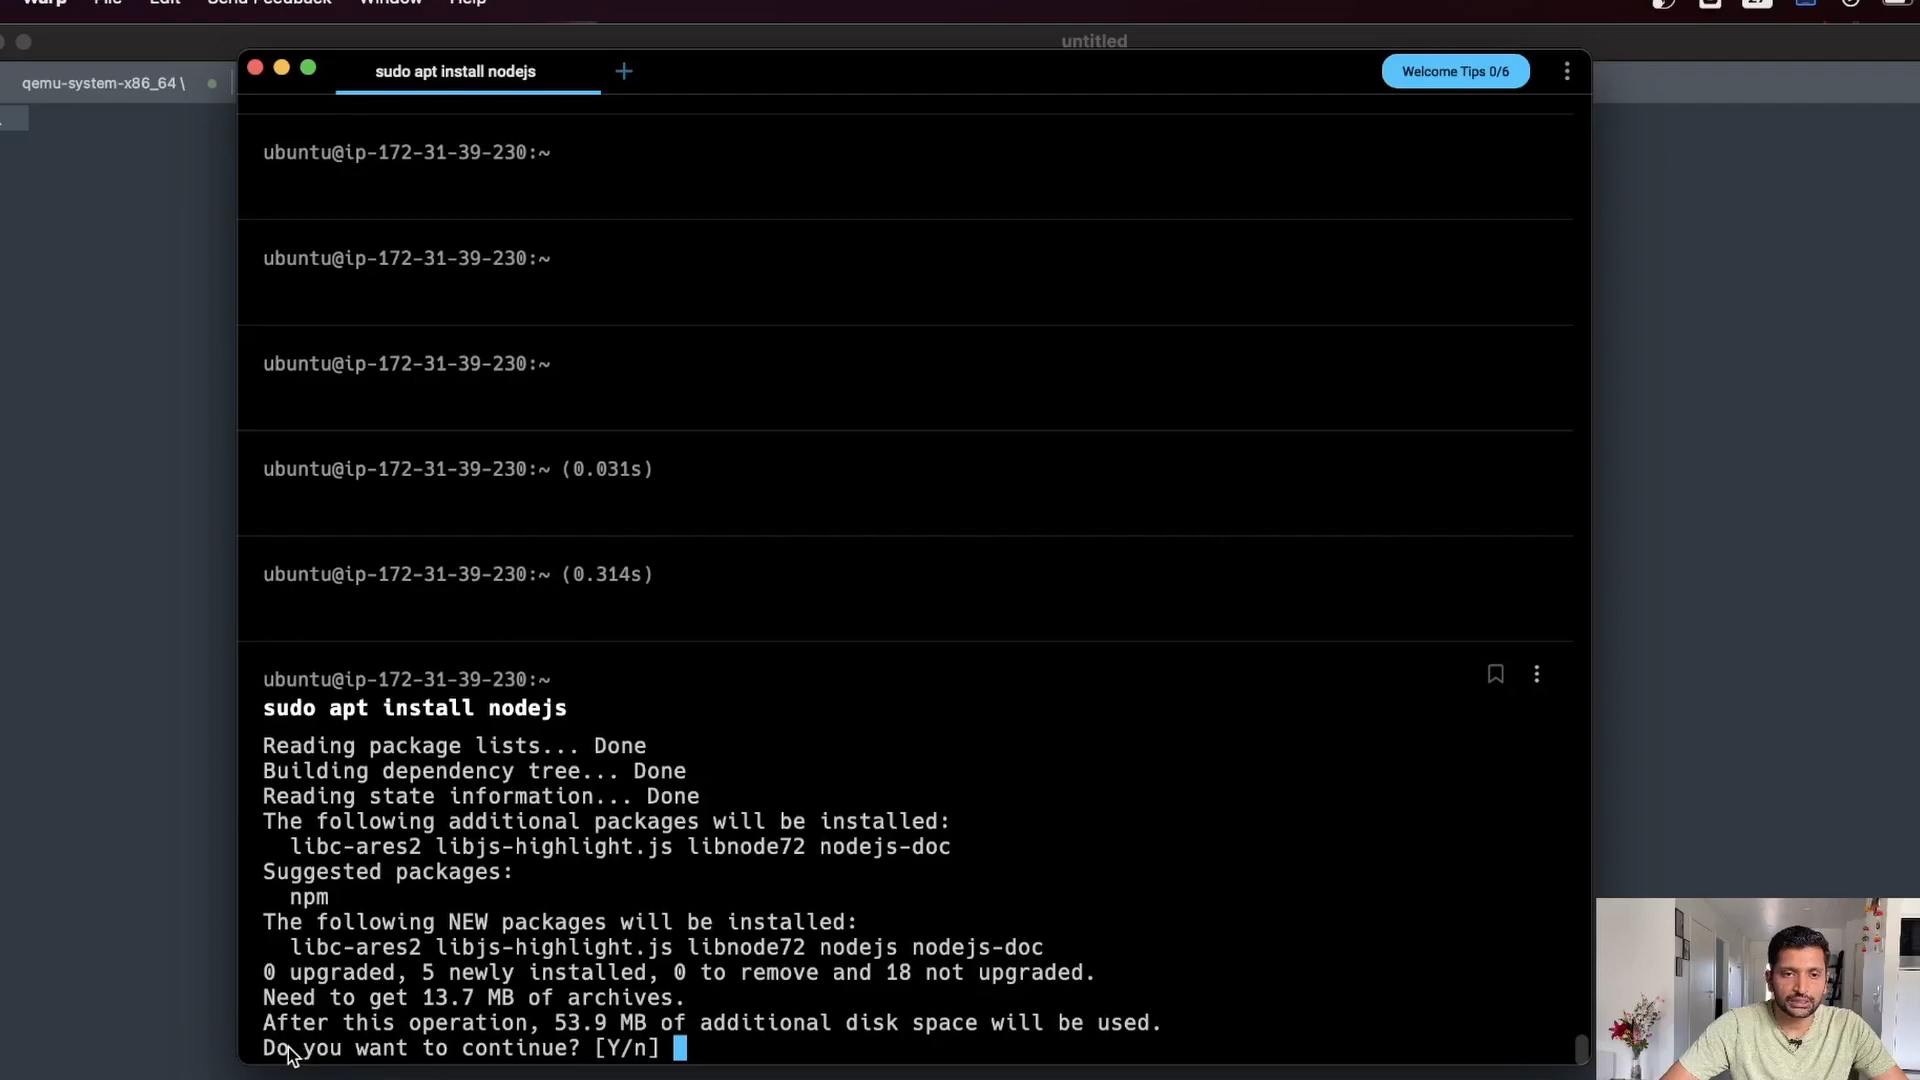 Warp File Edit Send Feedback Window Help
untitled
qemu-system-x86_64 \
sudo apt install nodejs
Welcome Tips 0/6
ubuntu@ip-172-31-39-230:~
ubuntu@ip-172-31-39-230:~
ubuntu@ip-172-31-39-230:~
ubuntu@ip-172-31-39-230:~ (0.031s)
ubuntu@ip-172-31-39-230:~ (0.314s)
ubuntu@ip-172-31-39-230:~
sudo apt install nodejs
Reading package lists... Done
Building dependency tree... Done
Reading state information... Done
The following additional packages will be installed:
libc-ares2 libjs-highlight.js libnode72 nodejs-doc
Suggested packages:
npm
The following NEW packages will be installed:
libc-ares2 libjs-highlight.js libnode72 nodejs nodejs-doc
0 upgraded, 5 newly installed, 0 to remove and 18 not upgraded.
Need to get 13.7 MB of archives.
After this operation, 53.9 MB of additional disk space will be used.
Do you want to continue? [Y/n]